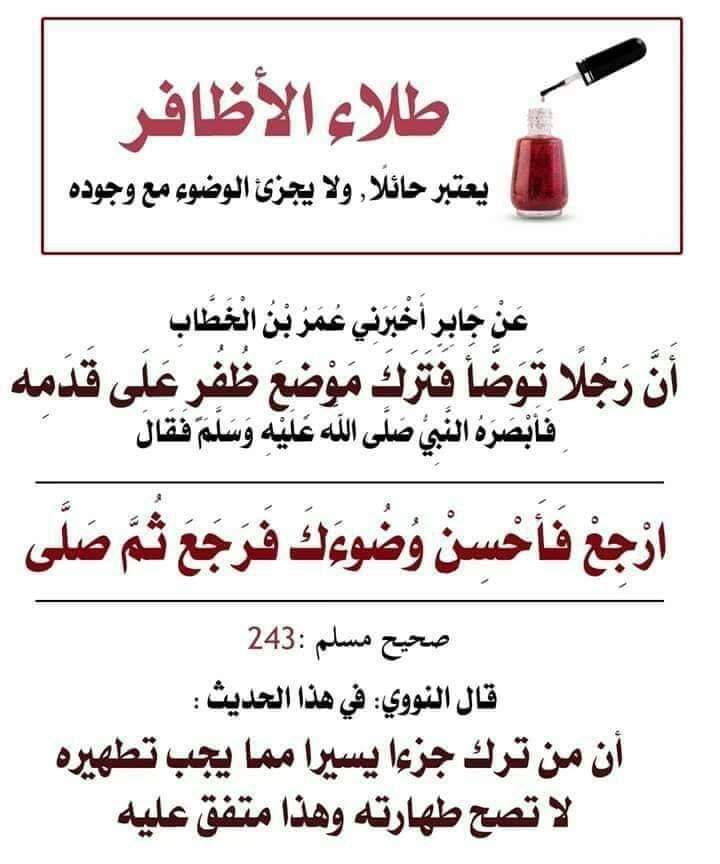 طلاء الأظافر
يعتبر حائلًا, ولا يجزئ الوضوء مع وجوده
عَنْ جَابِرٍ أَخْبَرَنِي عُمَرُ بْنُ الْخَطَّابِ
أَنَّ رَجُلًا تَوَضَّأَ فَتَرَكَ مَوْضِعَ ظُفُرٍ عَلَى قَدَمِهِ
فَأَبْصَرَهُ النَّبِيُّ صَلَّى اللَّهُ عَلَيْهِ وَسَلَّمَ فَقَالَ
ارْجِعْ فَأَحْسِنْ وُضُوءَكَ فَرَجَعَ ثُمَّ صَلَّى
صحيح مسلم :243
قال النووي: في هذا الحديث :
أن من ترك جزءا يسيرا مما يجب تطهيره
لا تصح طهارته وهذا متفق عليه